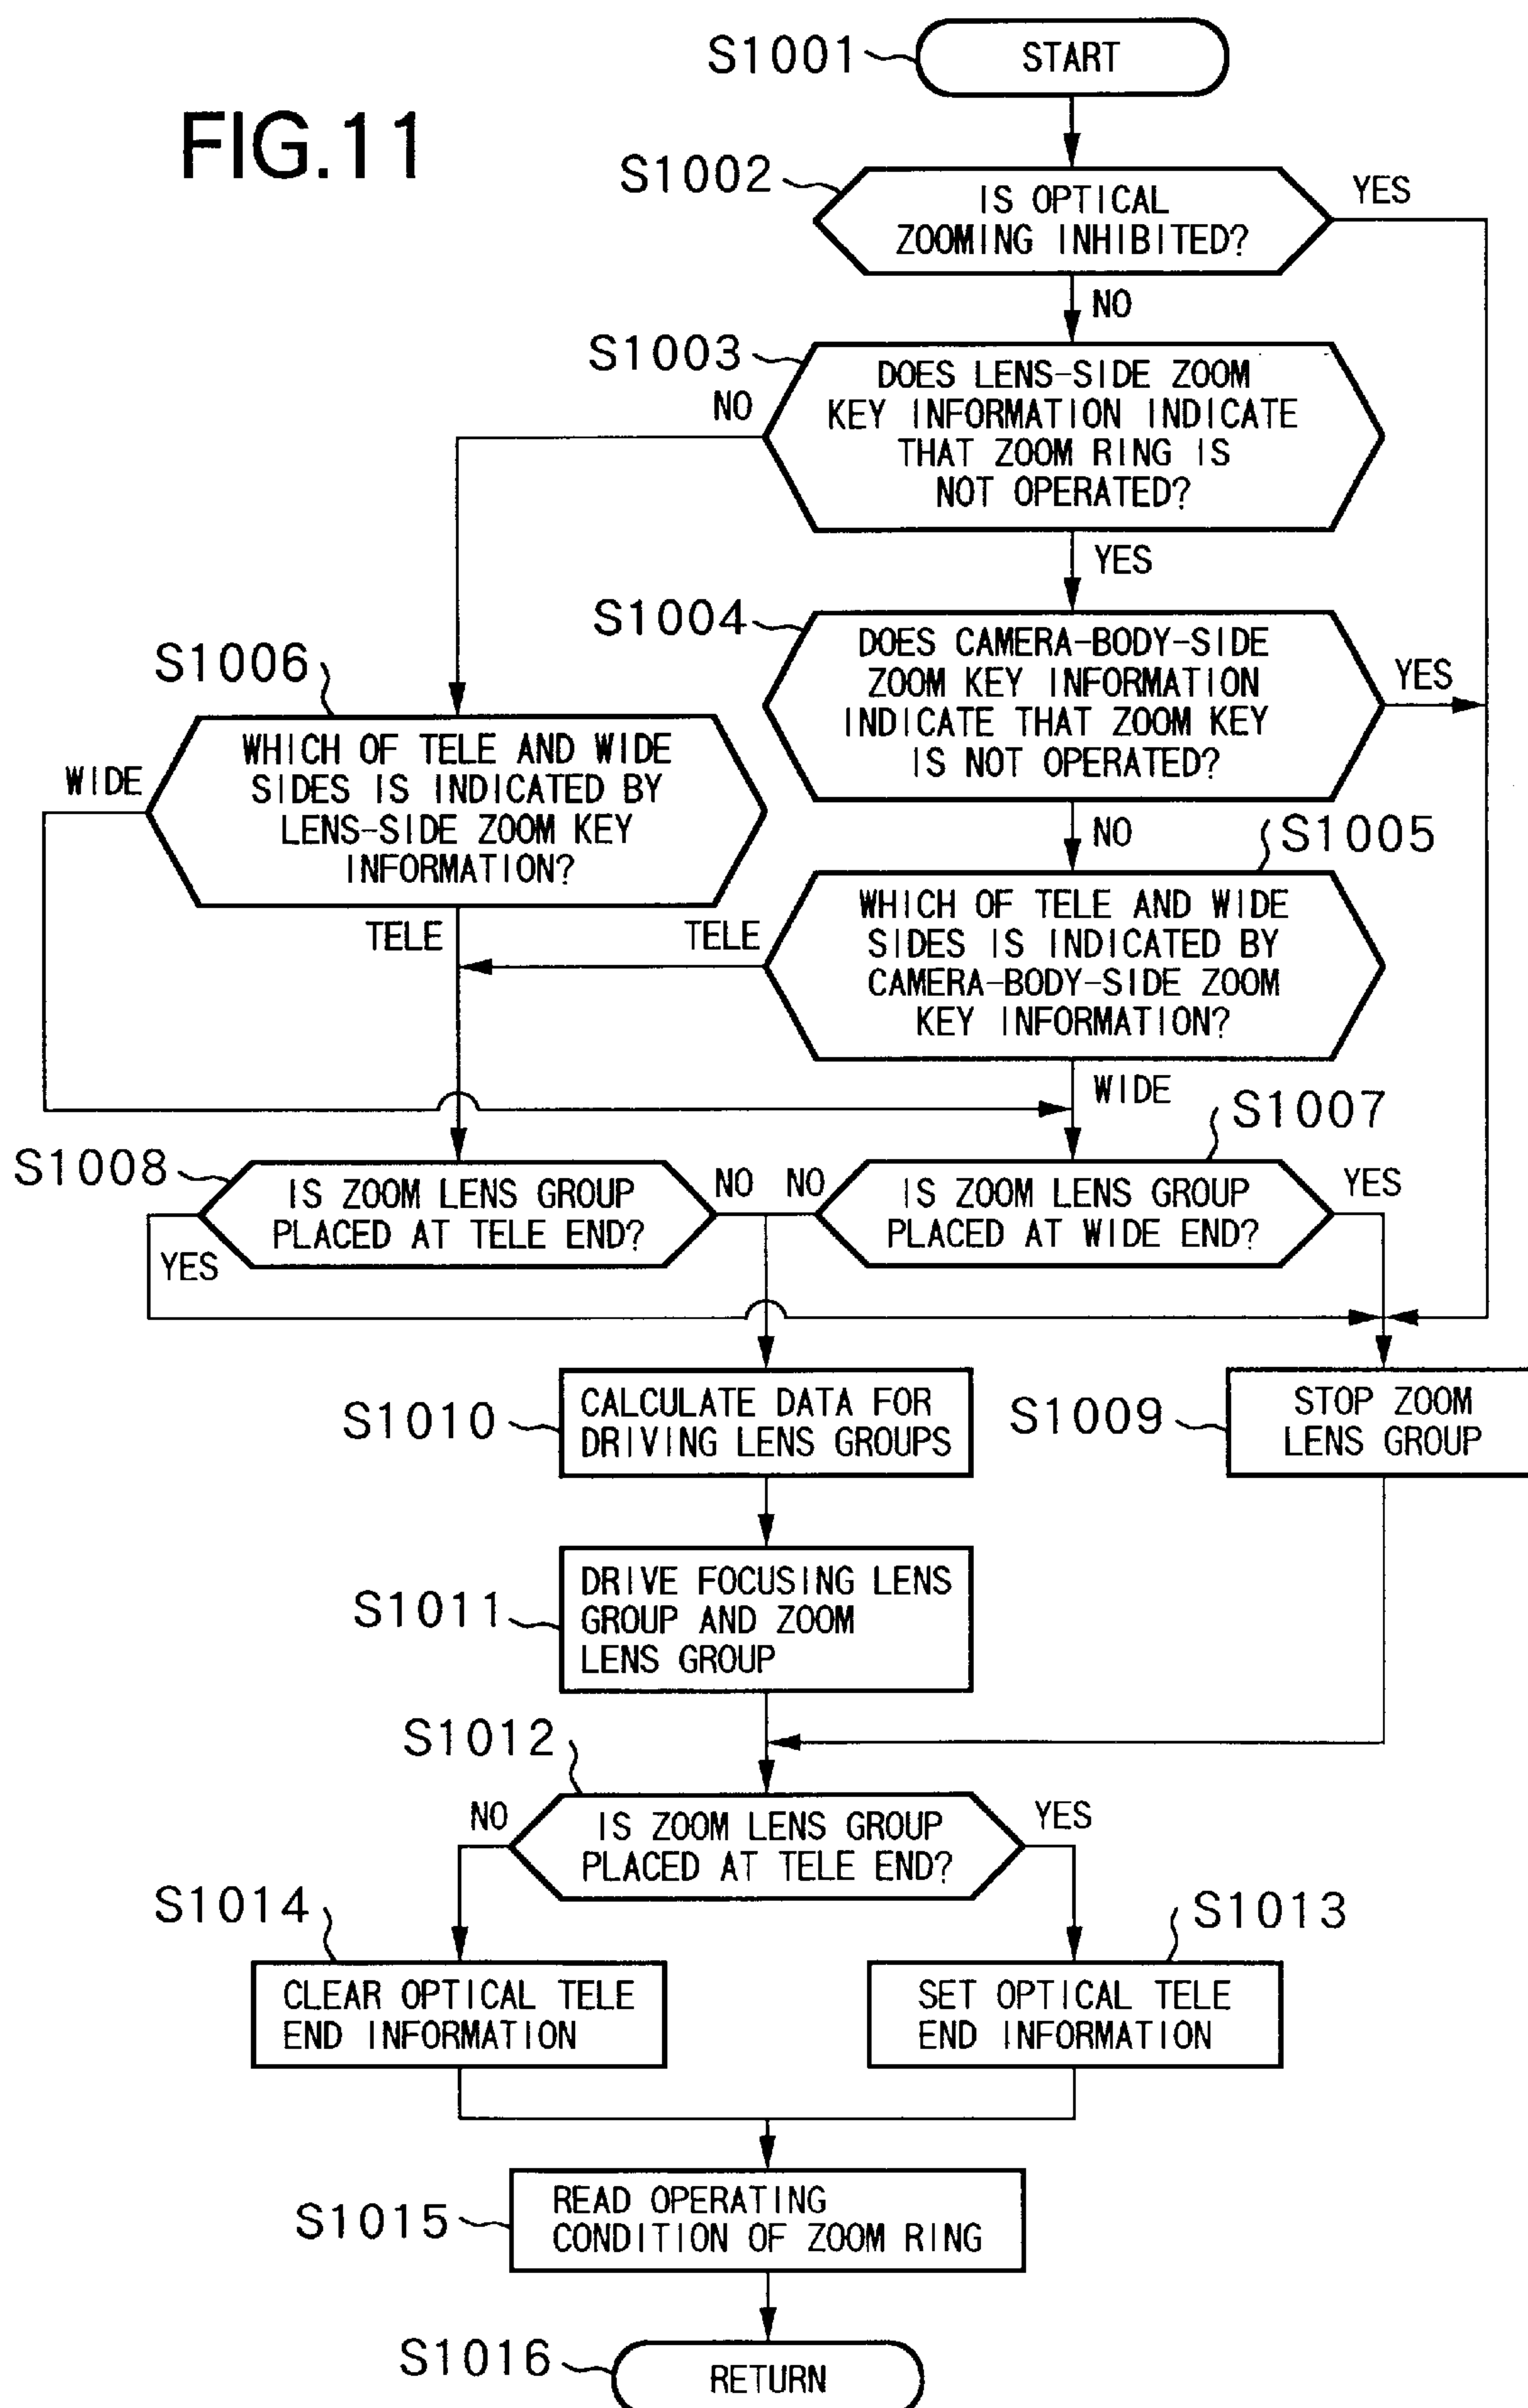 FIG.11
S1001
START
S1002
IS OPTICAL
ZOOMING INHIBITED?
YES
NO
S1003
DOES LENS-SIDE ZOOM
KEY INFORMATION INDICATE
THAT ZOOM RING IS
NOT OPERATED?
NO
YES
S1004
DOES CAMERA-BODY-SIDE
ZOOM KEY INFORMATION
INDICATE THAT ZOOM KEY
IS NOT OPERATED?
YES
NO
S1006
WHICH OF TELE AND WIDE
SIDES IS INDICATED BY
LENS-SIDE ZOOM KEY
INFORMATION?
WIDE
TELE
S1005
WHICH OF TELE AND WIDE
SIDES IS INDICATED BY
CAMERA-BODY-SIDE ZOOM
KEY INFORMATION?
TELE
WIDE
S1008
IS ZOOM LENS GROUP
PLACED AT TELE END?
NO
YES
S1007
IS ZOOM LENS GROUP
PLACED AT WIDE END?
NO
YES
S1010
CALCULATE DATA FOR
DRIVING LENS GROUPS
S1009
STOP ZOOM
LENS GROUP
S1011
DRIVE FOCUSING LENS
GROUP AND ZOOM
LENS GROUP
S1012
IS ZOOM LENS GROUP
PLACED AT TELE END?
NO
YES
S1014
CLEAR OPTICAL TELE
END INFORMATION
S1013
SET OPTICAL TELE
END INFORMATION
S1015
READ OPERATING
CONDITION OF ZOOM RING
S1016
RETURN